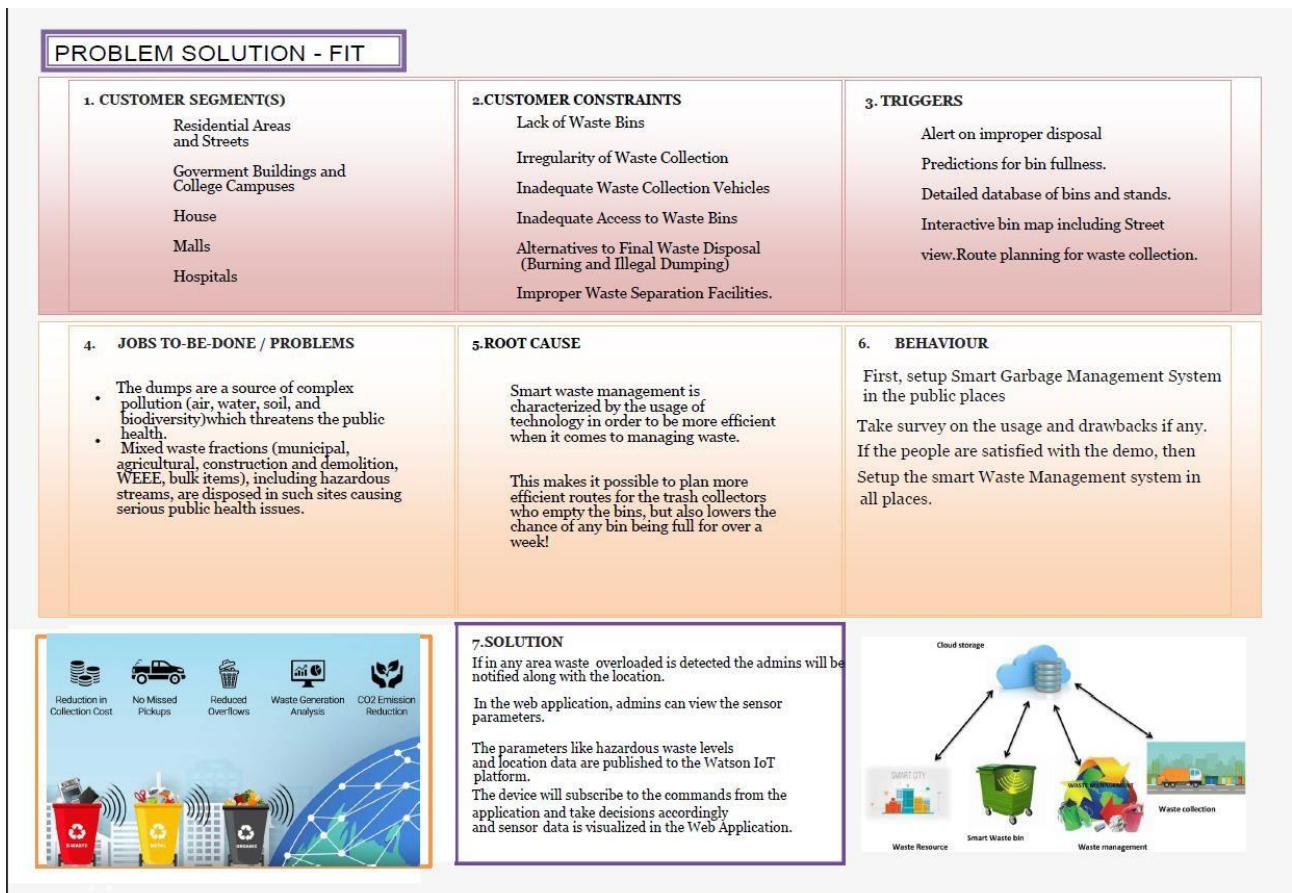 PROBLEM SOLUTION - FIT
1. CUSTOMER SEGMENT(S)
Residential Areas
and Streets
Goverment Buildings and
College Campuses
House
Malls
Hospitals
2.CUSTOMER CONSTRAINTS
Lack of Waste Bins
Irregularity of Waste Collection
Inadequate Waste Collection Vehicles
Inadequate Access to Waste Bins
Alternatives to Final Waste Disposal
(Burning and Illegal Dumping)
Improper Waste Separation Facilities.
3. TRIGGERS
Alert on improper disposal
Predictions for bin fullness.
Detailed database of bins and stands.
Interactive bin map including Street
view.Route planning for waste collection.
4. JOBS TO-BE-DONE / PROBLEMS
• The dumps are a source of complex
pollution (air, water, soil, and
biodiversity)which threatens the public
health.
• Mixed waste fractions (municipal,
agricultural, construction and demolition,
WEEE, bulk items), including hazardous
streams, are disposed in such sites causing
serious public health issues.
5.ROOT CAUSE
Smart waste management is
characterized by the usage of
technology in order to be more efficient
when it comes to managing waste.
This makes it possible to plan more
efficient routes for the trash collectors
who empty the bins, but also lowers the
chance of any bin being full for over a
week!
6. BEHAVIOUR
First, setup Smart Garbage Management System
in the public places
Take survey on the usage and drawbacks if any.
If the people are satisfied with the demo, then
Setup the smart Waste Management system in
all places.
Reduction in
Collection Cost
No Missed
Pickups
Reduced
Overflows
Waste Generation
Analysis
CO2 Emission
Reduction
E-WASTE
METAL
ORGANIC
7.SOLUTION
If in any area waste overloaded is detected the admins will be
notified along with the location.
In the web application, admins can view the sensor
parameters.
The parameters like hazardous waste levels
and location data are published to the Watson IoT
platform.
The device will subscribe to the commands from the
application and take decisions accordingly
and sensor data is visualized in the Web Application.
Cloud storage
SMART CITY
WASTE MANAGEMENT
Waste collection
Smart Waste bin
Waste Resource
Waste management